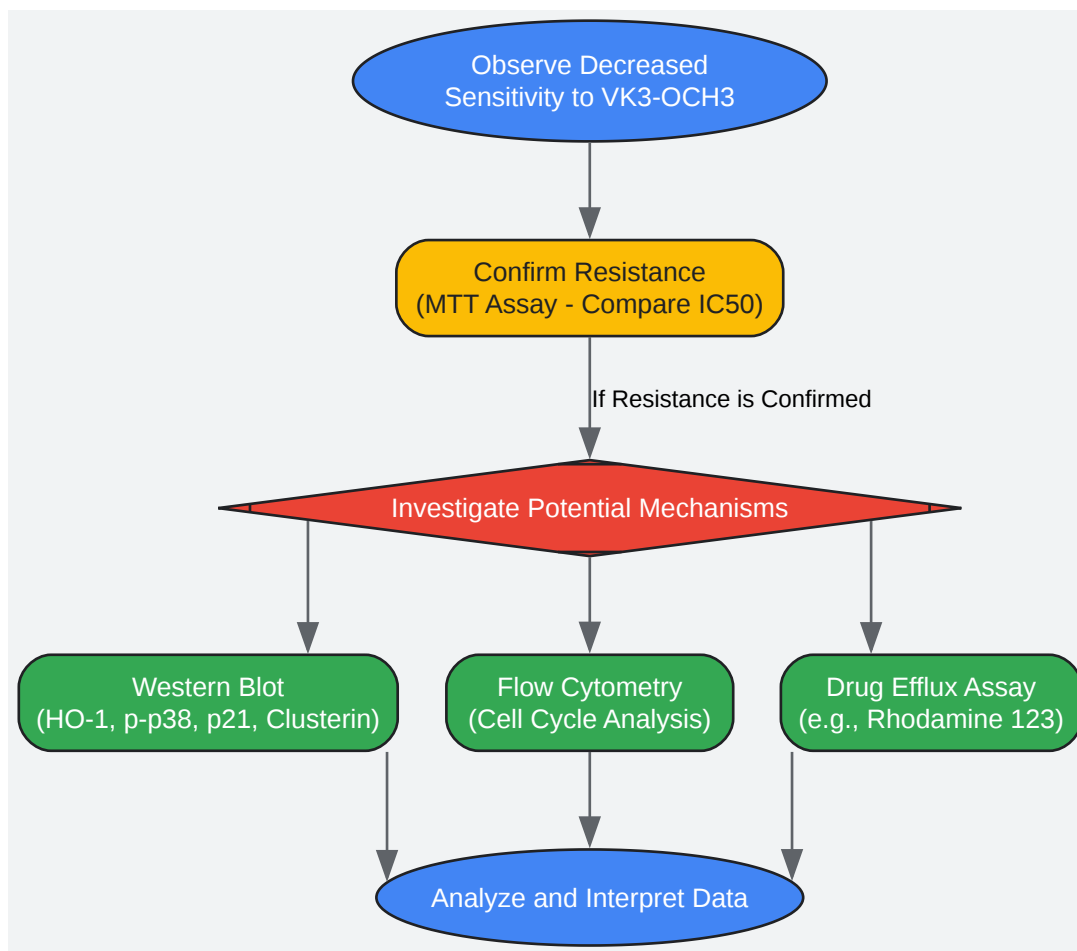 Observe Decreased
Sensitivity to VK3-OCH3
Confirm Resistance
(MTT Assay - Compare IC50)
If Resistance is Confirmed
Investigate Potential Mechanisms
Western Blot
(HO-1, p-p38, p21, Clusterin)
Flow Cytometry
(Cell Cycle Analysis)
Drug Efflux Assay
(e.g., Rhodamine 123)
Analyze and Interpret Data